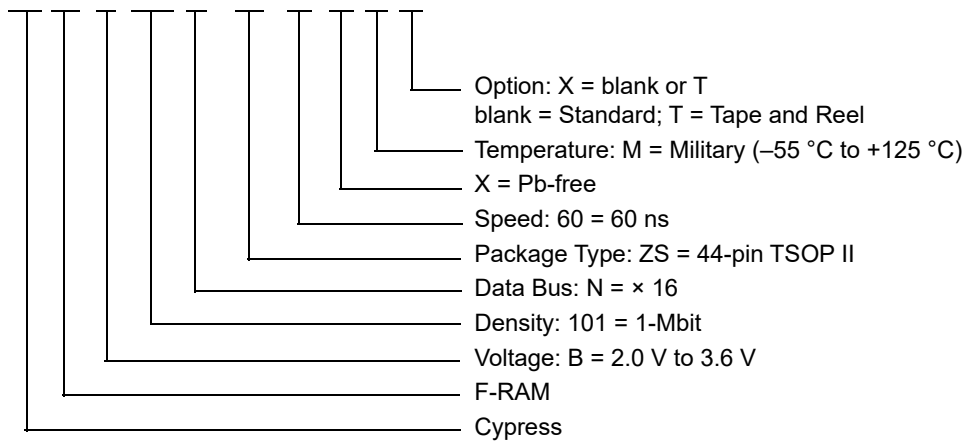 Option: X = blank or T
blank = Standard; T = Tape and Reel
Temperature: M = Military (–55 °C to +125 °C)
X = Pb-free
Speed: 60 = 60 ns
Package Type: ZS = 44-pin TSOP II
Data Bus: N = × 16
Density: 101 = 1-Mbit
Voltage: B = 2.0 V to 3.6 V
F-RAM
Cypress